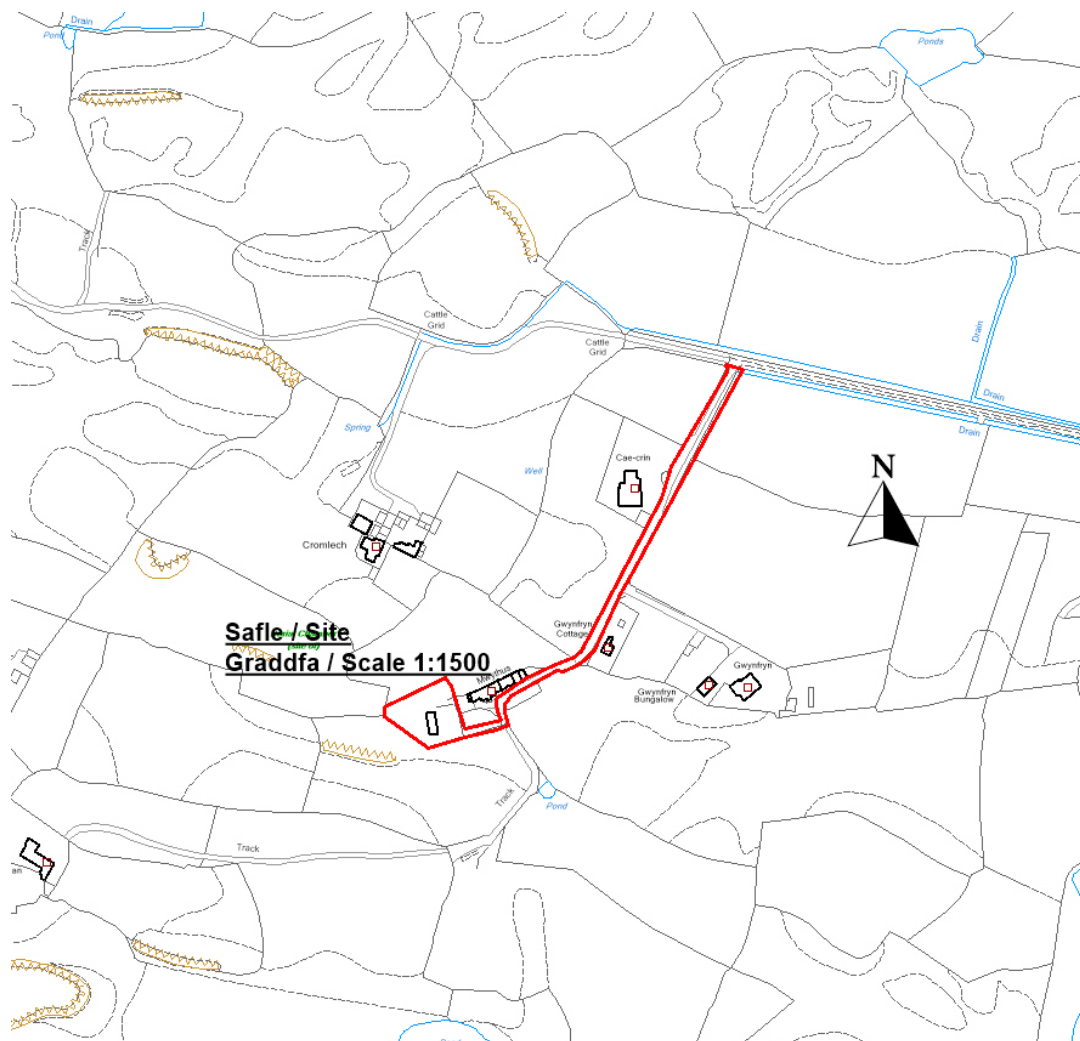 Drain
Pond
Ponds
Track
Cattle
Grid
Cattle
Grid
Drain
Drain
Drain
Spring
Well
Cae-crin
N
Cromlech
Gwynfryn
Cottage
Safle / Site
Graddfa / Scale 1:1500
Gwynfryn
Gwynfryn
Bungalow
Track
Pond
Track
an